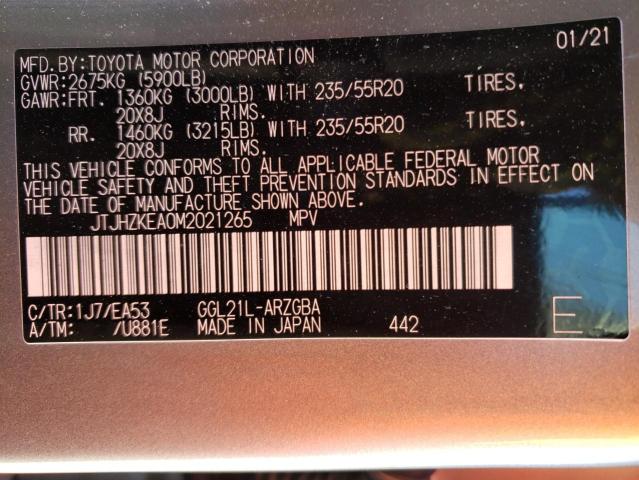 MFD.BY:TOYOTA MOTOR CORPORATION 01/21
GVWR:2675KG (5900LB)
GAWR:FRT. 1360KG (3000LB) WITH 235/55R20 TIRES,
20X8J RIMS.
RR. 1460KG (3215LB) WITH 235/55R20 TIRES,
20X8J RIMS.
THIS VEHICLE CONFORMS TO ALL APPLICABLE FEDERAL MOTOR
VEHICLE SAFETY AND THEFT PREVENTION STANDARDS IN EFFECT ON
THE DATE OF MANUFACTURE SHOWN ABOVE.
JTJHZKEA0M2021265 MPV
C/TR:1J7/EA53 GGL21L-ARZGBA
A/TM: /U881E MADE IN JAPAN 442 E